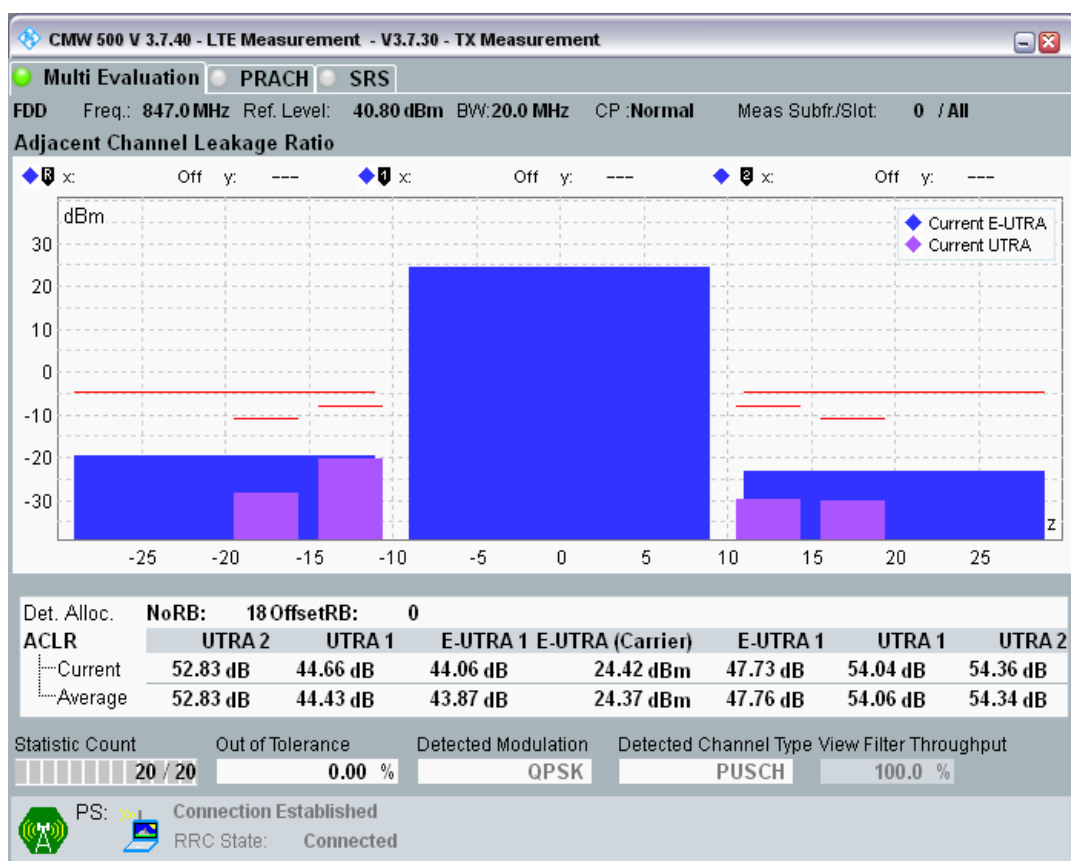 CMW 500 V 3.7.40 - LTE Measurement - V3.7.30 - TX Measurement
Multi Evaluation PRACH SRS
FDD Freq.: 847.0 MHz Ref. Level: 40.80 dBm BW:20.0 MHz CP :Normal Meas Subfr./Slot: 0 / All
Adjacent Channel Leakage Ratio
R x: Off y: --- 1 x: Off y: --- 2 x: Off y: ---
dBm
Current E-UTRA
Current UTRA
30
20
10
0
-10
-20
-30
z
-25 -20 -15 -10 -5 0 5 10 15 20 25
Det. Alloc. NoRB: 18 OffsetRB: 0
ACLR UTRA 2 UTRA 1 E-UTRA 1 E-UTRA (Carrier) E-UTRA 1 UTRA 1 UTRA 2
Current 52.83 dB 44.66 dB 44.06 dB 24.42 dBm 47.73 dB 54.04 dB 54.36 dB
Average 52.83 dB 44.43 dB 43.87 dB 24.37 dBm 47.76 dB 54.06 dB 54.34 dB
Statistic Count Out of Tolerance Detected Modulation Detected Channel Type View Filter Throughput
20 / 20 0.00 % QPSK PUSCH 100.0 %
PS: Connection Established
RRC State: Connected